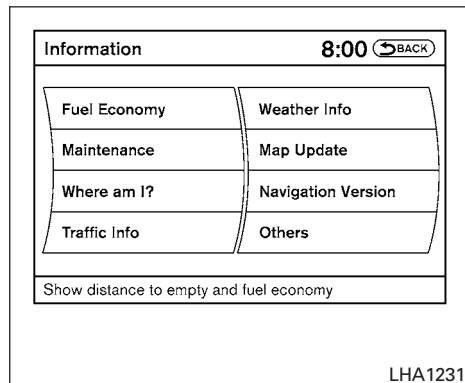 Information 8:00 BACK
Fuel Economy Weather Info
Maintenance Map Update
Where am I? Navigation Version
Traffic Info Others
Show distance to empty and fuel economy
LHA1231